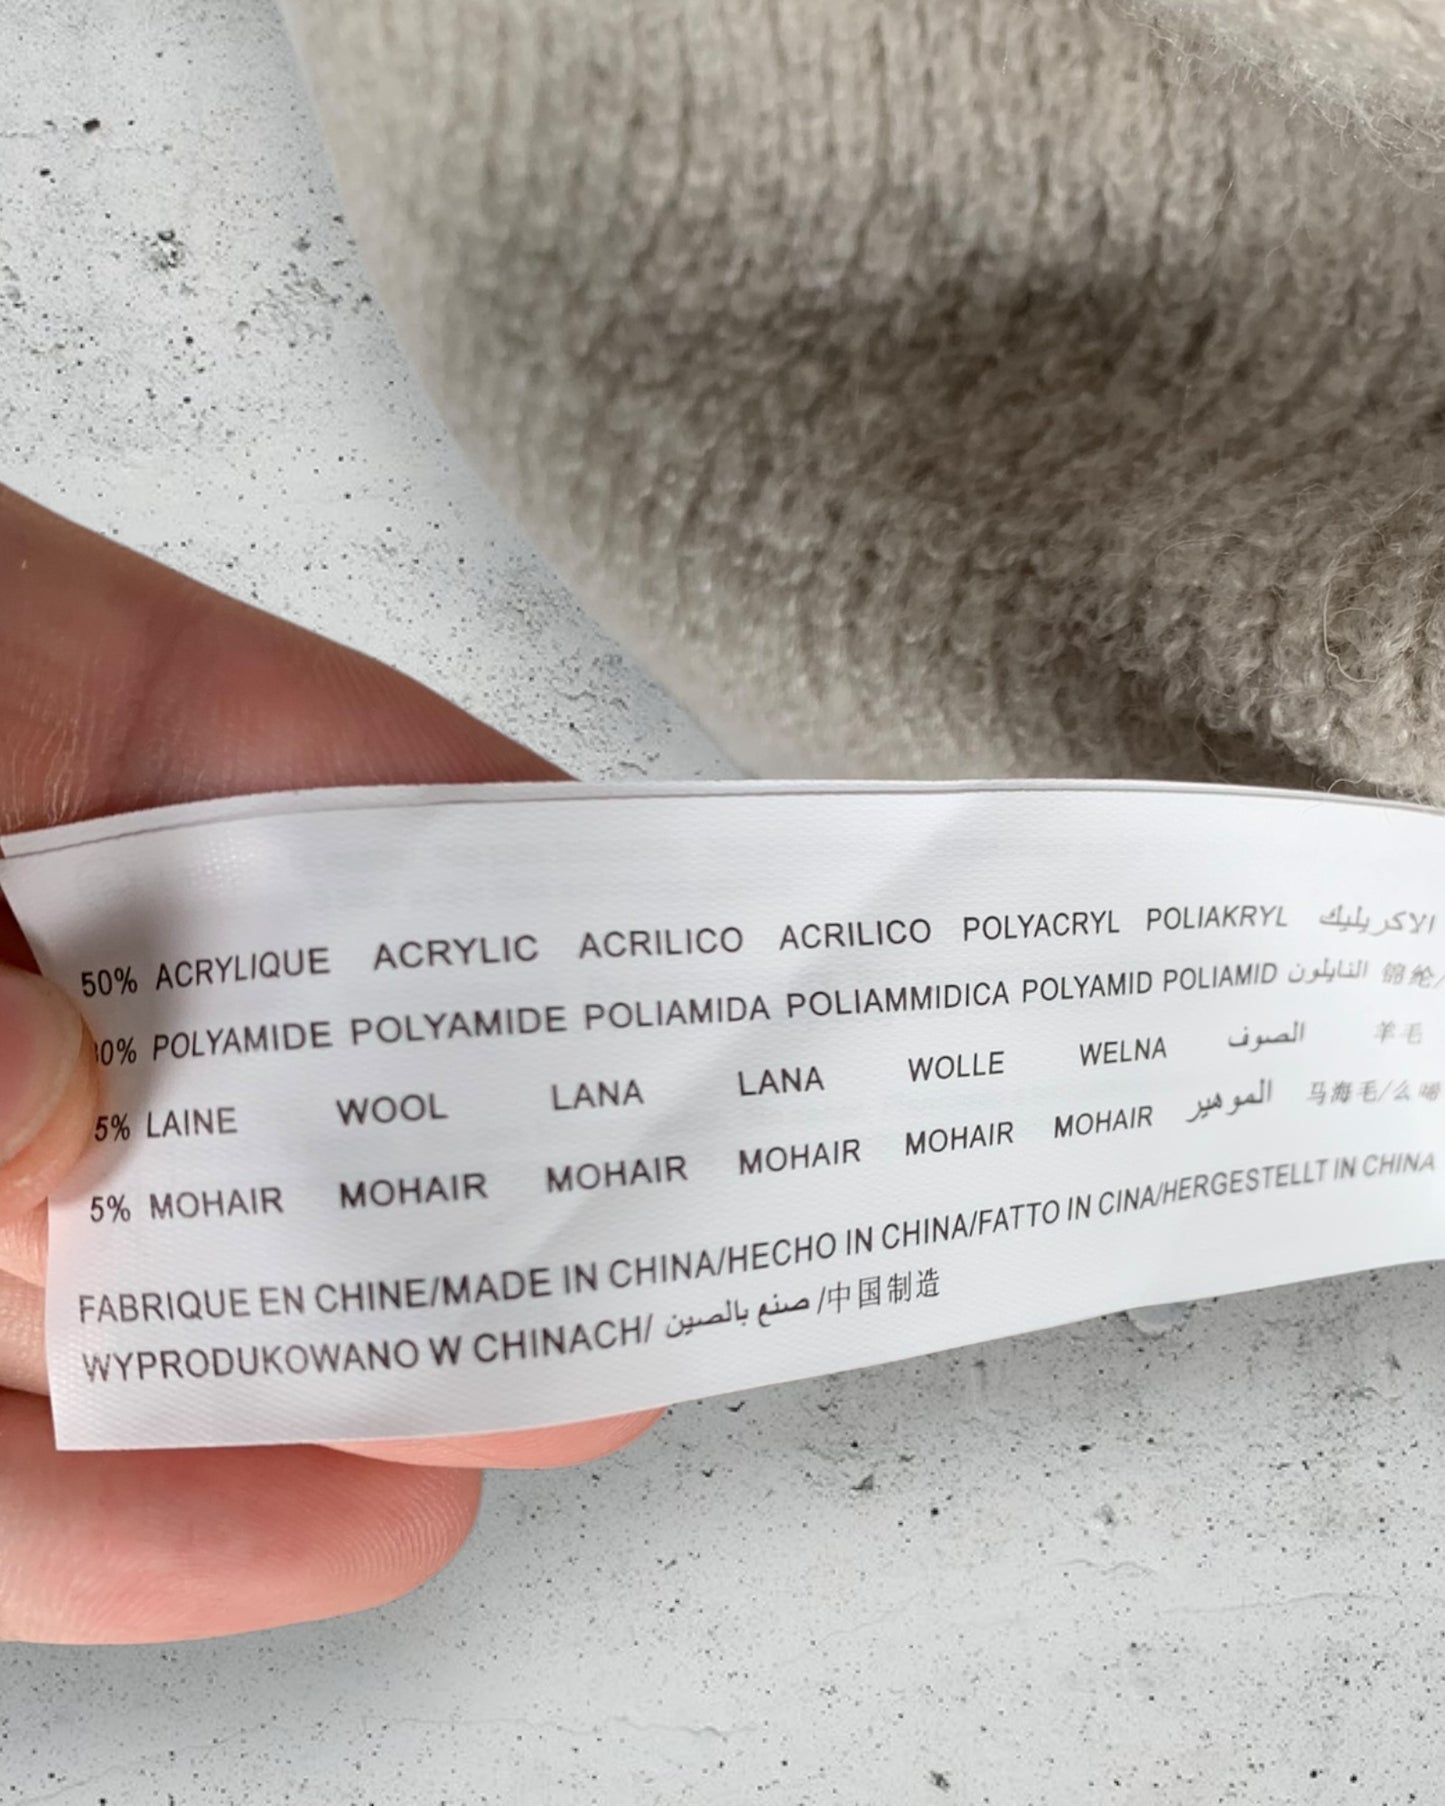 50% ACRYLIQUE ACRYLIC ACRILICO ACRILICO POLYACRYL POLIAKRYL الاكريليك
0% POLYAMIDE POLYAMIDE POLIAMIDA POLIAMMIDICA POLYAMID POLIAMID النايلون 锦纶/
5% LAINE WOOL LANA LANA WOLLE WELNA الصوف 羊毛
5% MOHAIR MOHAIR MOHAIR MOHAIR MOHAIR MOHAIR الموهير 马海毛/么
FABRIQUE EN CHINE/MADE IN CHINA/HECHO IN CHINA/FATTO IN CINA/HERGESTELLT IN CHINA
WYPRODUKOWANO W CHINACH/ صنع بالصين /中国制造